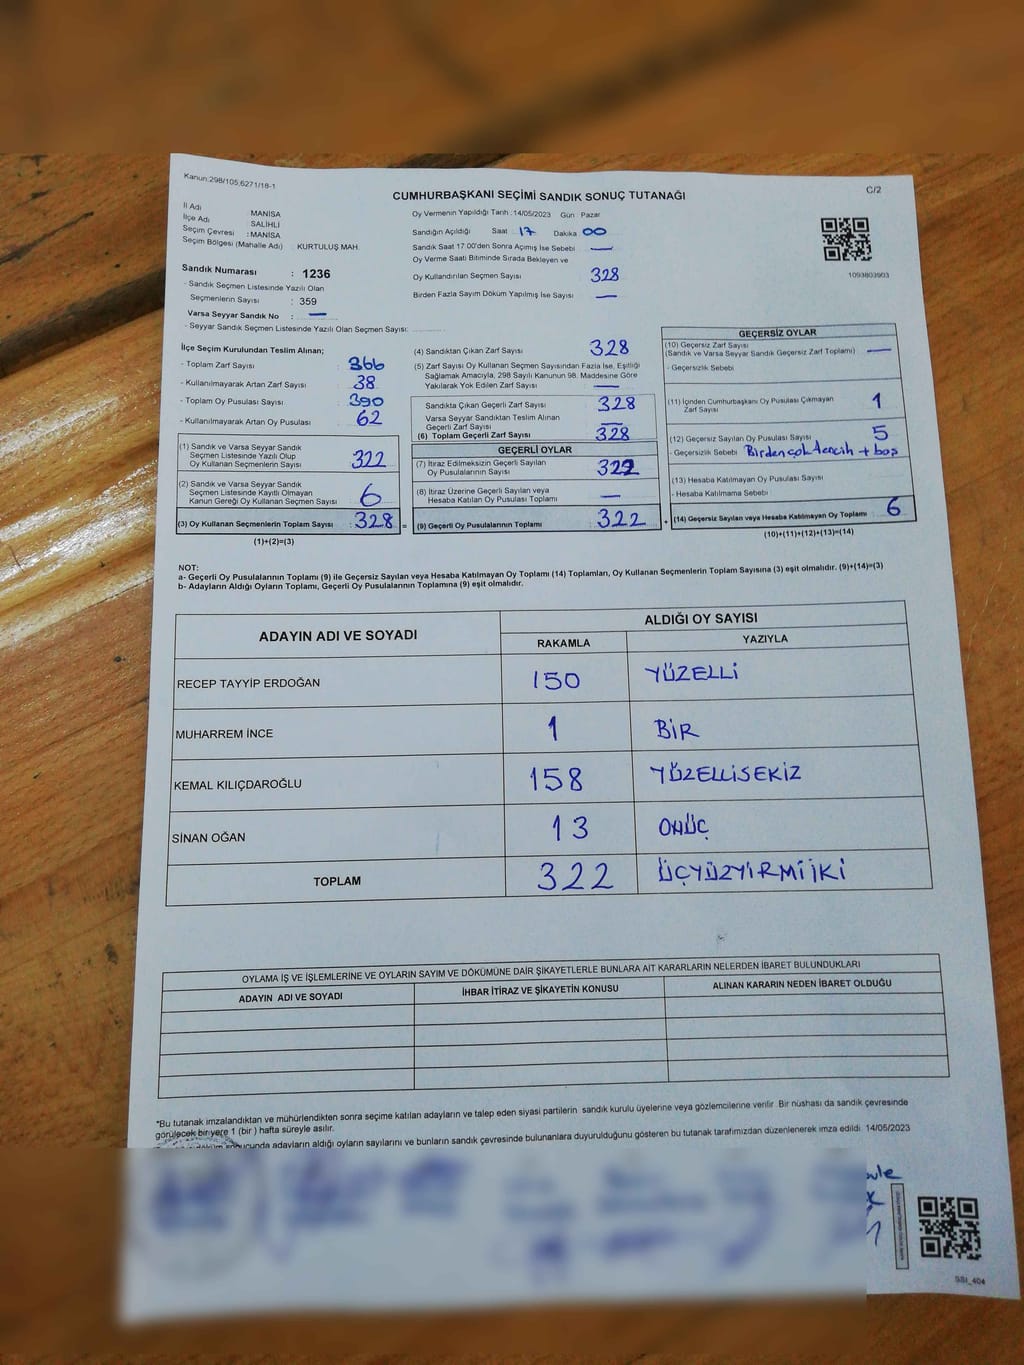 Kanun:298/105;6271/18-1
C/2
CUMHURBAŞKANI SEÇİMİ SANDIK SONUÇ TUTANAĞI
İl Adı MANİSA
İlçe Adı SALİHLİ
Seçim Çevresi : MANİSA
Seçim Bölgesi (Mahalle Adı) KURTULUŞ MAH.
Sandık Numarası : 1236
- Sandık Seçmen Listesinde Yazılı Olan
Seçmenlerin Sayısı : 359
Varsa Seyyar Sandık No : —
- Seyyar Sandık Seçmen Listesinde Yazılı Olan Seçmen Sayısı:
Oy Vermenin Yapıldığı Tarih :14/05/2023 Gün : Pazar
Sandığın Açıldığı Saat 17 Dakika 00
Sandık Saat 17:00'den Sonra Açımış İse Sebebi —
Oy Verme Saati Bitiminde Sırada Bekleyen ve
Oy Kullandırılan Seçmen Sayısı 328
Birden Fazla Sayım Döküm Yapılmış İse Sayısı —
1093803903
İlçe Seçim Kurulundan Teslim Alınan;
- Toplam Zarf Sayısı : 366
- Kullanılmayarak Artan Zarf Sayısı : 38
- Toplam Oy Pusulası Sayısı : 390
- Kullanılmayarak Artan Oy Pusulası : 62
(1) Sandık ve Varsa Seyyar Sandık
Seçmen Listesinde Yazılı Olup
Oy Kullanan Seçmenlerin Sayısı : 322
(2) Sandık ve Varsa Seyyar Sandık
Seçmen Listesinde Kayıtlı Olmayan
Kanun Gereği Oy Kullanan Seçmen Sayısı : 6
(3) Oy Kullanan Seçmenlerin Toplam Sayısı : 328 =
(1)+(2)=(3)
(4) Sandıktan Çıkan Zarf Sayısı : 328
(5) Zarf Sayısı Oy Kullanan Seçmen Sayısından Fazla İse, Eşitliği
Sağlamak Amacıyla, 298 Sayılı Kanunun 98. Maddesine Göre
Yakılarak Yok Edilen Zarf Sayısı : —
Sandıkta Çıkan Geçerli Zarf Sayısı : 328
Varsa Seyyar Sandıktan Teslim Alınan
Geçerli Zarf Sayısı : —
(6) Toplam Geçerli Zarf Sayısı : 328
GEÇERLİ OYLAR
(7) İtiraz Edilmeksizin Geçerli Sayılan
Oy Pusulalarının Sayısı : 322
(8) İtiraz Üzerine Geçerli Sayılan veya
Hesaba Katılan Oy Pusulası Toplamı : —
(9) Geçerli Oy Pusulalarının Toplamı : 322 +
GEÇERSİZ OYLAR
(10) Geçersiz Zarf Sayısı
(Sandık ve Varsa Seyyar Sandık Geçersiz Zarf Toplamı) : —
- Geçersizlik Sebebi
(11) İçinden Cumhurbaşkanı Oy Pusulası Çıkmayan
Zarf Sayısı : 1
(12) Geçersiz Sayılan Oy Pusulası Sayısı : 5
- Geçersizlik Sebebi Birden çok tercih + boş
(13) Hesaba Katılmayan Oy Pusulası Sayısı
- Hesaba Katılmama Sebebi
(14) Geçersiz Sayılan veya Hesaba Katılmayan Oy Toplamı : 6
(10)+(11)+(12)+(13)=(14)
NOT:
a- Geçerli Oy Pusulalarının Toplamı (9) ile Geçersiz Sayılan veya Hesaba Katılmayan Oy Toplamı (14) Toplamları, Oy Kullanan Seçmenlerin Toplam Sayısına (3) eşit olmalıdır. (9)+(14)=(3)
b- Adayların Aldığı Oyların Toplamı, Geçerli Oy Pusulalarının Toplamına (9) eşit olmalıdır.
ADAYIN ADI VE SOYADI
ALDIĞI OY SAYISI
RAKAMLA YAZIYLA
RECEP TAYYİP ERDOĞAN 150 YÜZELLİ
MUHARREM İNCE 1 BİR
KEMAL KILIÇDAROĞLU 158 YÜZELLİSEKİZ
SİNAN OĞAN 13 ONÜÇ
TOPLAM 322 ÜÇYÜZYİRMİİKİ
OYLAMA İŞ VE İŞLEMLERİNE VE OYLARIN SAYIM VE DÖKÜMÜNE DAİR ŞİKAYETLERLE BUNLARA AİT KARARLARIN NELERDEN İBARET BULUNDUKLARI
ADAYIN ADI VE SOYADI İHBAR İTİRAZ VE ŞİKAYETİN KONUSU ALINAN KARARIN NEDEN İBARET OLDUĞU
*Bu tutanak imzalandıktan ve mühürlendikten sonra seçime katılan adayların ve talep eden siyasi partilerin sandık kurulu üyelerine veya gözlemcilerine verilir. Bir nüshası da sandık çevresinde
görülecek bir yere 1 (bir ) hafta süreyle asılır.
adayların aldığı oyların sayılarını ve bunların sandık çevresinde bulunanlara duyurulduğunu gösteren bu tutanak tarafımızdan düzenlenerek imza edildi. 14/05/2023
SSI_404